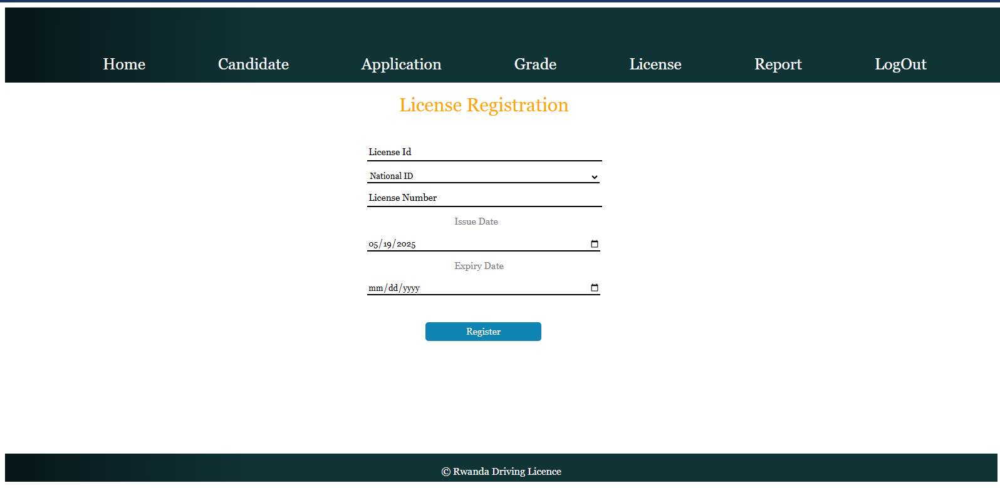 Home Candidate Application Grade License Report LogOut
License Registration
License Id
National ID
License Number
Issue Date
05/19/2025
Expiry Date
mm/dd/yyyy
Register
© Rwanda Driving Licence